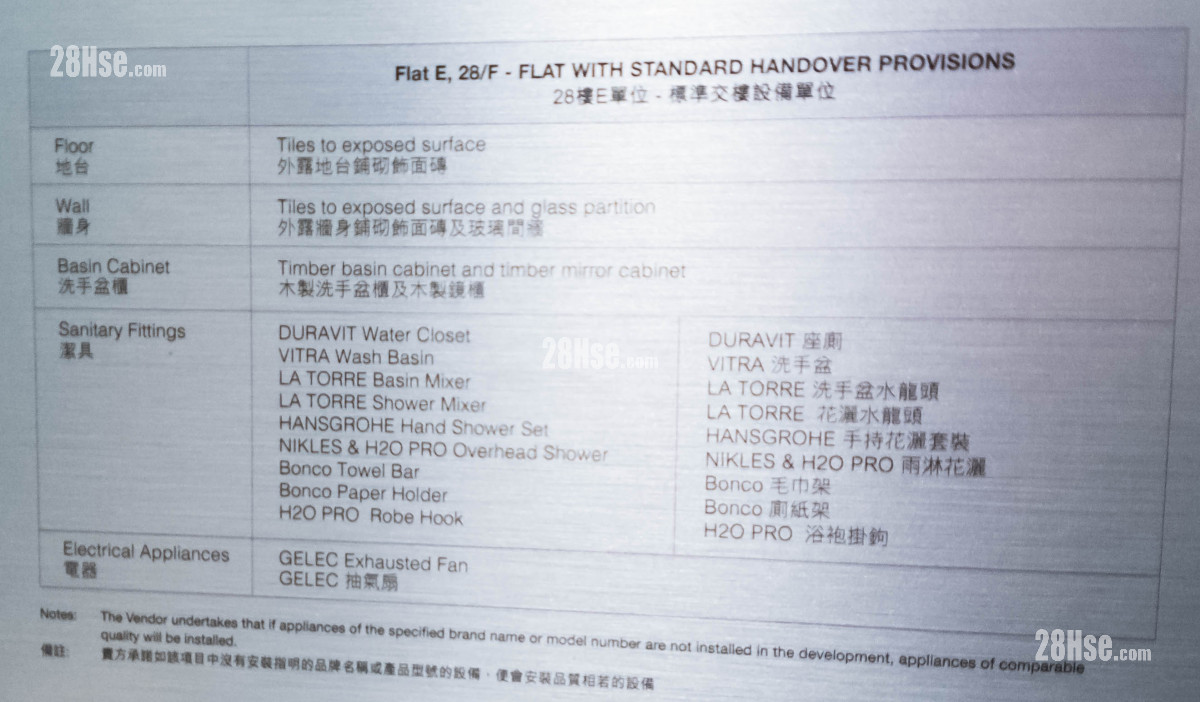 28Hse.com
Flat E, 28/F - FLAT WITH STANDARD HANDOVER PROVISIONS
28樓E單位 - 標準交樓設備單位
Floor
地台
Tiles to exposed surface
外露地台鋪砌飾面磚
Wall
牆身
Tiles to exposed surface and glass partition
外露牆身鋪砌飾面磚及玻璃間牆
Basin Cabinet
洗手盆櫃
Timber basin cabinet and timber mirror cabinet
木製洗手盆櫃及木製鏡櫃
Sanitary Fittings
潔具
DURAVIT Water Closet
VITRA Wash Basin
LA TORRE Basin Mixer
LA TORRE Shower Mixer
HANSGROHE Hand Shower Set
NIKLES & H2O PRO Overhead Shower
Bonco Towel Bar
Bonco Paper Holder
H2O PRO Robe Hook
28Hse.com
DURAVIT 座廁
VITRA 洗手盆
LA TORRE 洗手盆水龍頭
LA TORRE 花灑水龍頭
HANSGROHE 手持花灑套裝
NIKLES & H2O PRO 雨淋花灑
Bonco 毛巾架
Bonco 廁紙架
H2O PRO 浴袍掛鉤
Electrical Appliances
電器
GELEC Exhausted Fan
GELEC 抽氣扇
Notes: The Vendor undertakes that if appliances of the specified brand name or model number are not installed in the development, appliances of comparable
quality will be installed.
備註: 賣方承諾如該項目中沒有安裝指明的品牌名稱或產品型號的設備，便會安裝品質相若的設備
28Hse.com